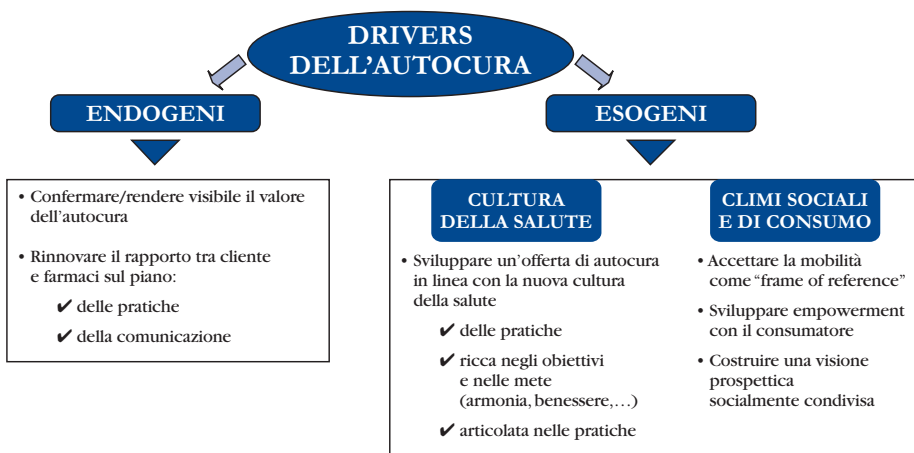 DRIVERS
DELL'AUTOCURA
ENDOGENI
• Confermare/rendere visibile il valore
dell'autocura
• Rinnovare il rapporto tra cliente
e farmaci sul piano:
✔ delle pratiche
✔ della comunicazione
ESOGENI
CULTURA
DELLA SALUTE
• Sviluppare un'offerta di autocura
in linea con la nuova cultura
della salute
✔ delle pratiche
✔ ricca negli obiettivi
e nelle mete
(armonia, benessere,…)
✔ articolata nelle pratiche
CLIMI SOCIALI
E DI CONSUMO
• Accettare la mobilità
come "frame of reference"
• Sviluppare empowerment
con il consumatore
• Costruire una visione
prospettica
socialmente condivisa